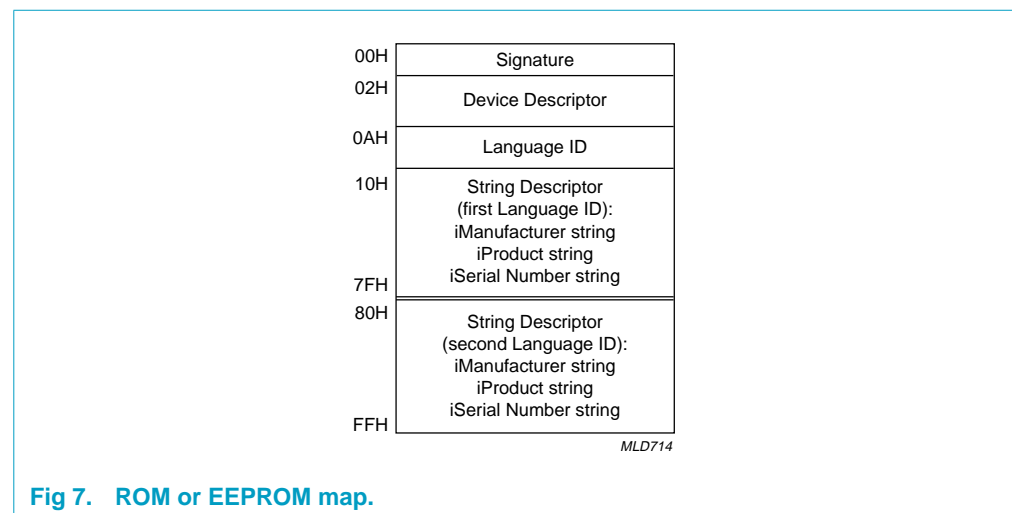 00H Signature
02H Device Descriptor
0AH Language ID
10H String Descriptor
(first Language ID):
iManufacturer string
iProduct string
7FH iSerial Number string
80H String Descriptor
(second Language ID):
iManufacturer string
iProduct string
FFH iSerial Number string
MLD714
Fig 7. ROM or EEPROM map.